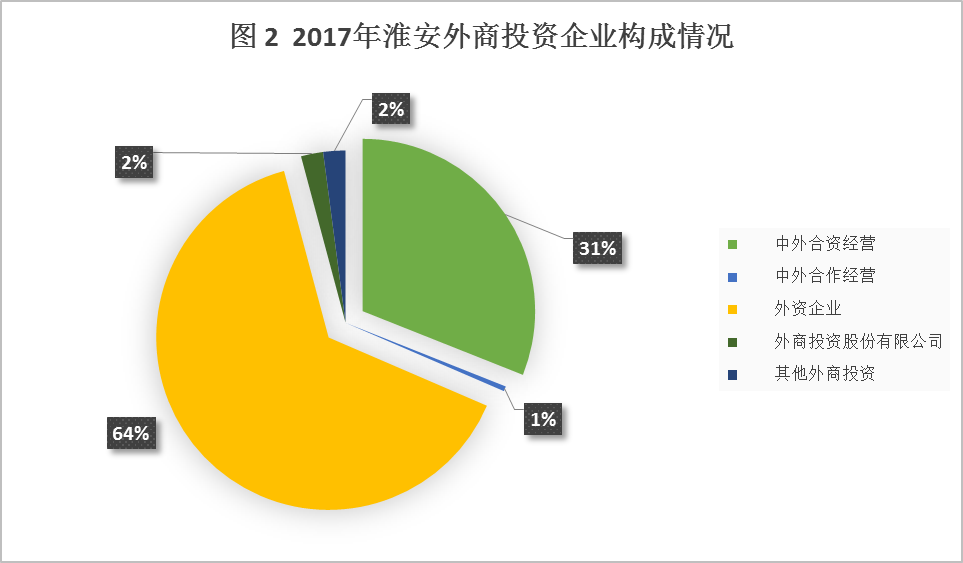 图 2 2017年淮安外商投资企业构成情况
2%
2%
31%
中外合资经营
中外合作经营
外资企业
外商投资股份有限公司
其他外商投资
1%
64%